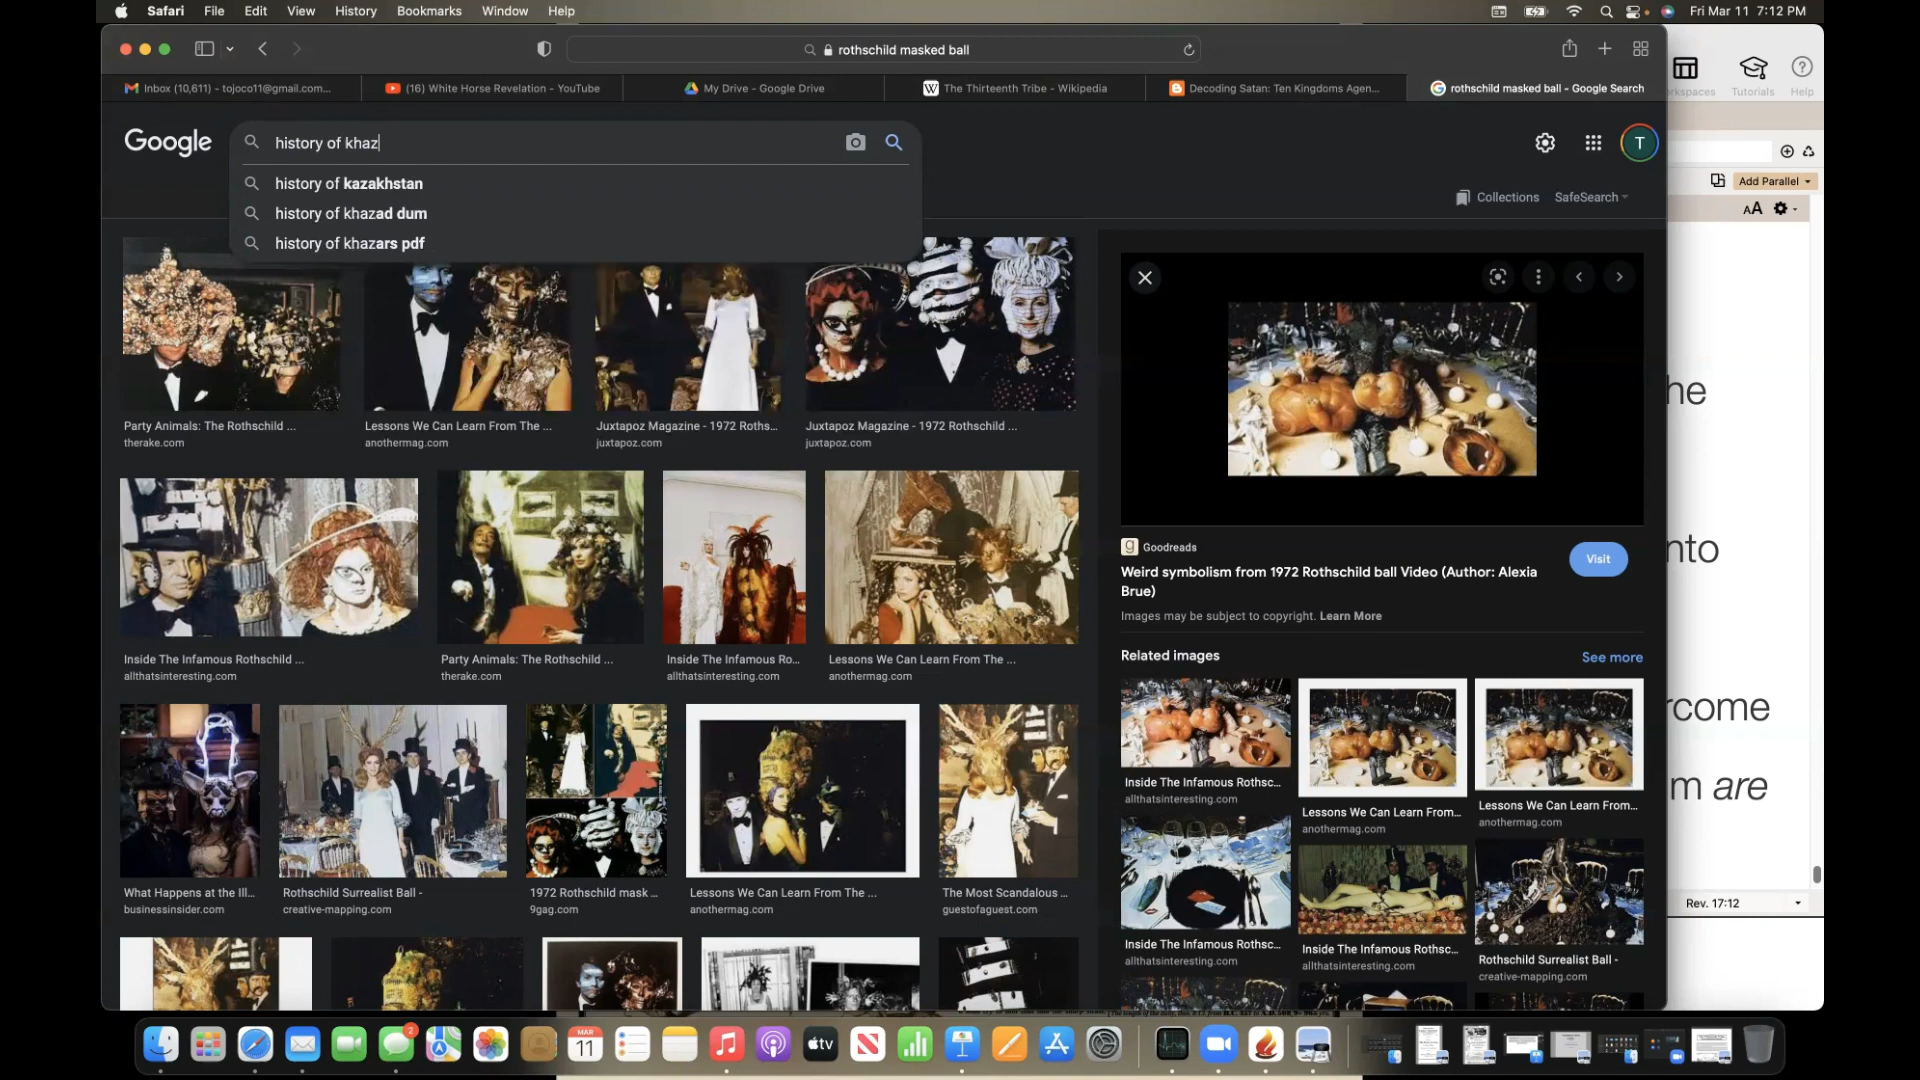 Safari File Edit View History Bookmarks Window Help
Fri Mar 11 7:12 PM
rothschild masked ball
Inbox (10,611) - tojoco11@gmail.com...
(16) White Horse Revelation - YouTube
My Drive - Google Drive
W The Thirteenth Tribe - Wikipedia
Decoding Satan: Ten Kingdoms Agen...
rothschild masked ball - Google Search
rkspaces
Tutorials
Help
Google
history of khaz
T
history of kazakhstan
history of khazad dum
history of khazars pdf
Collections SafeSearch
Add Parallel
AA
Party Animals: The Rothschild ...
therake.com
Lessons We Can Learn From The ...
anothermag.com
Juxtapoz Magazine - 1972 Roths...
juxtapoz.com
Juxtapoz Magazine - 1972 Rothschild ...
juxtapoz.com
Inside The Infamous Rothschild ...
allthatsinteresting.com
Party Animals: The Rothschild ...
therake.com
Inside The Infamous Ro...
allthatsinteresting.com
Lessons We Can Learn From The ...
anothermag.com
What Happens at the Ill...
businessinsider.com
Rothschild Surrealist Ball -
creative-mapping.com
1972 Rothschild mask ...
9gag.com
Lessons We Can Learn From The ...
anothermag.com
The Most Scandalous ...
guestofaguest.com
g Goodreads
Weird symbolism from 1972 Rothschild ball Video (Author: Alexia
Brue)
Visit
Images may be subject to copyright. Learn More
Related images
See more
Inside The Infamous Rothsc...
allthatsinteresting.com
Lessons We Can Learn From...
anothermag.com
Lessons We Can Learn From...
anothermag.com
Inside The Infamous Rothsc...
allthatsinteresting.com
Inside The Infamous Rothsc...
allthatsinteresting.com
Rothschild Surrealist Ball -
creative-mapping.com
he
nto
rcome
m are
Rev. 17:12
2
MAR
11
tv